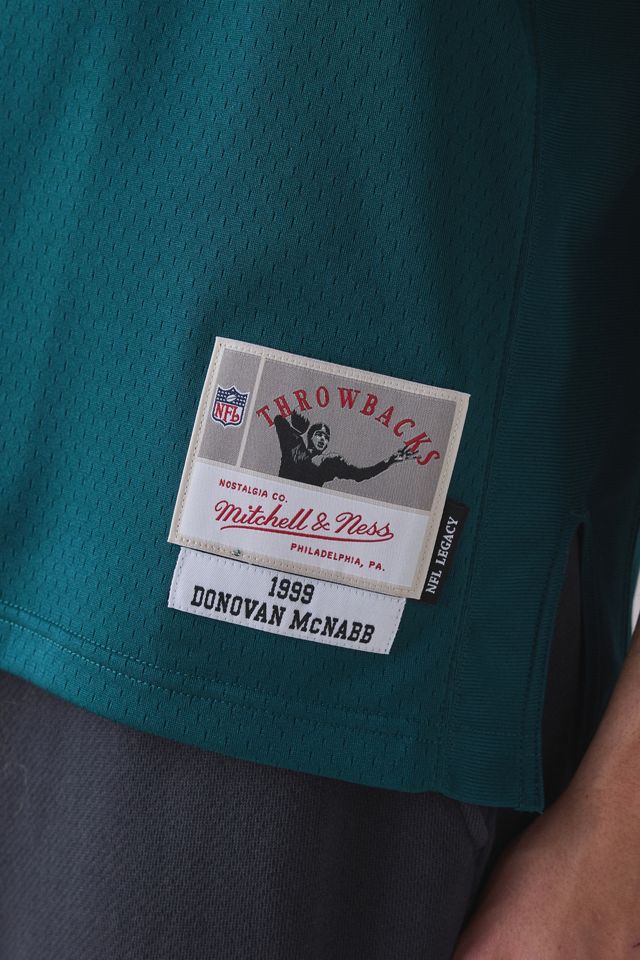 NFL
THROWBACKS
NOSTALGIA CO.
Mitchell & Ness
PHILADELPHIA, PA.
NFL LEGACY
1999
DONOVAN McNABB